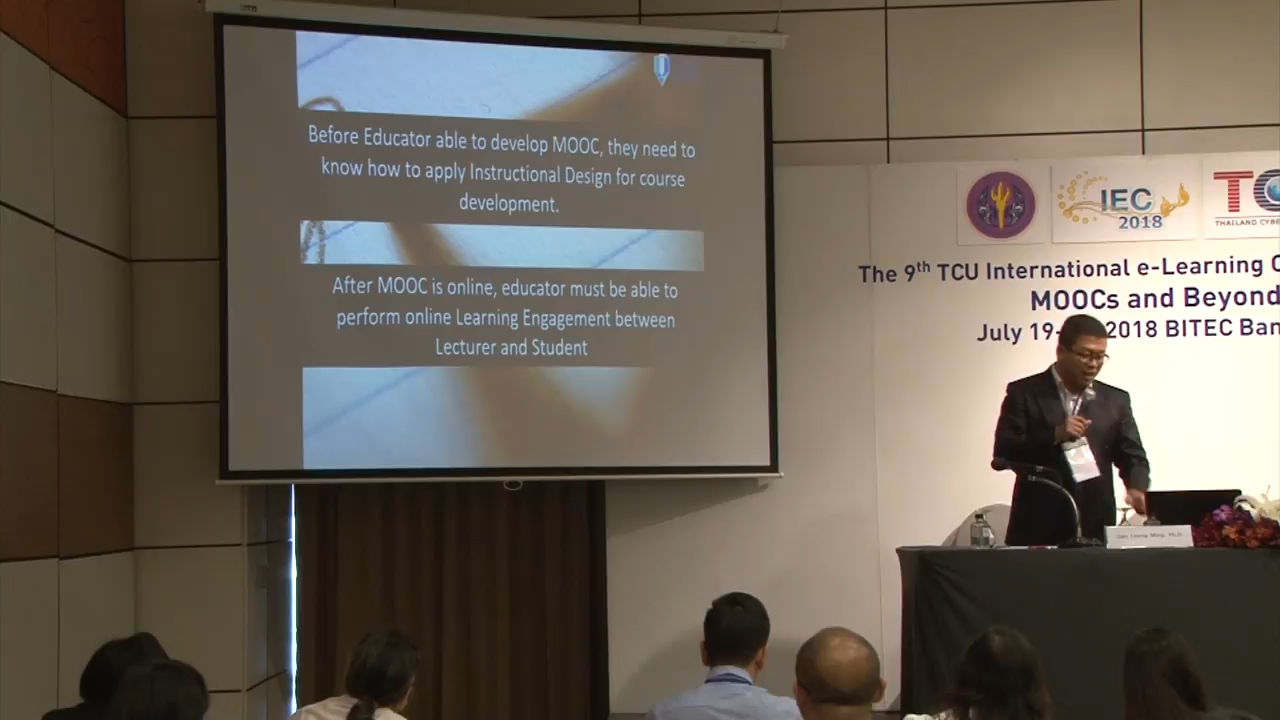 Before Educator able to develop MOOC, they need to
know how to apply Instructional Design for course
development.
After MOOC is online, educator must be able to
perform online Learning Engagement between
Lecturer and Student
IEC
2018
THAILAND
The 9th TCU International e-Learning
MOOCs and Beyond
July 19- 2018 BITEC
Ph.D.